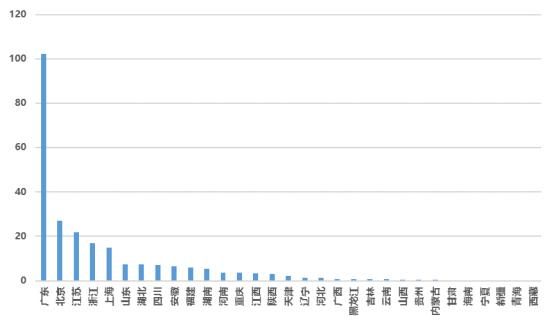 120
100
80
60
40
20
0
广东
北京
江苏
浙江
上海
山东
湖北
四川
安徽
福建
湖南
河南
重庆
江西
陕西
天津
辽宁
河北
广西
黑龙江
吉林
云南
山西
贵州
内蒙古
甘肃
海南
宁夏
新疆
青海
西藏